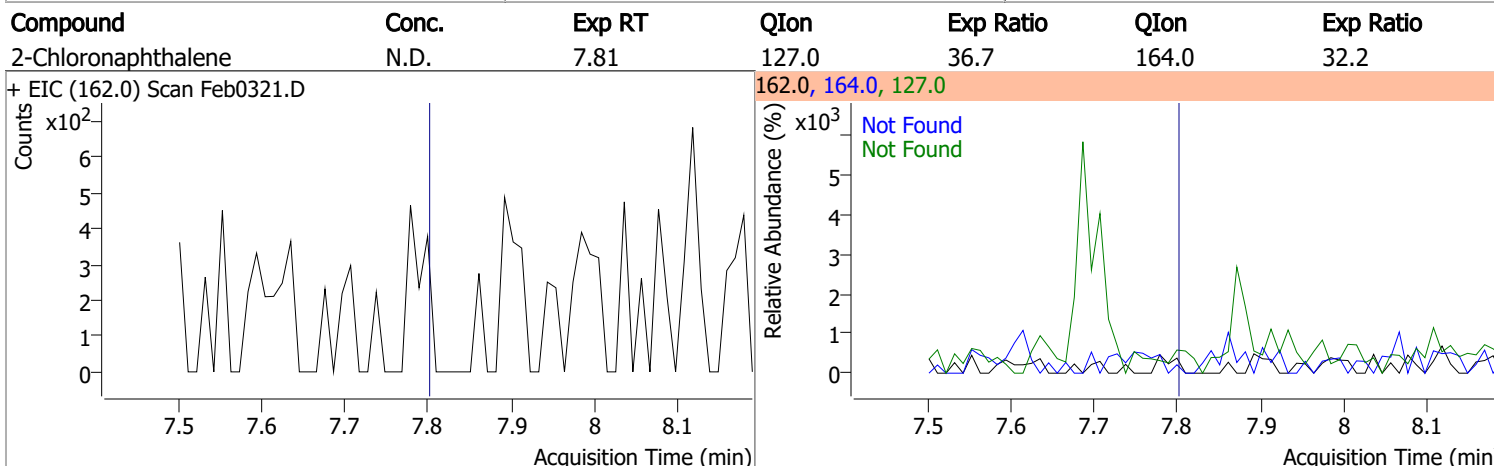 Compound Conc. Exp RT QIon Exp Ratio QIon Exp Ratio
2-Chloronaphthalene N.D. 7.81 127.0 36.7 164.0 32.2
+ EIC (162.0) Scan Feb0321.D
Counts
x10²
6
5
4
3
2
1
0
7.5 7.6 7.7 7.8 7.9 8 8.1
Acquisition Time (min)
162.0, 164.0, 127.0
Relative Abundance (%)
x10³
Not Found
Not Found
5
4
3
2
1
0
7.5 7.6 7.7 7.8 7.9 8 8.1
Acquisition Time (min